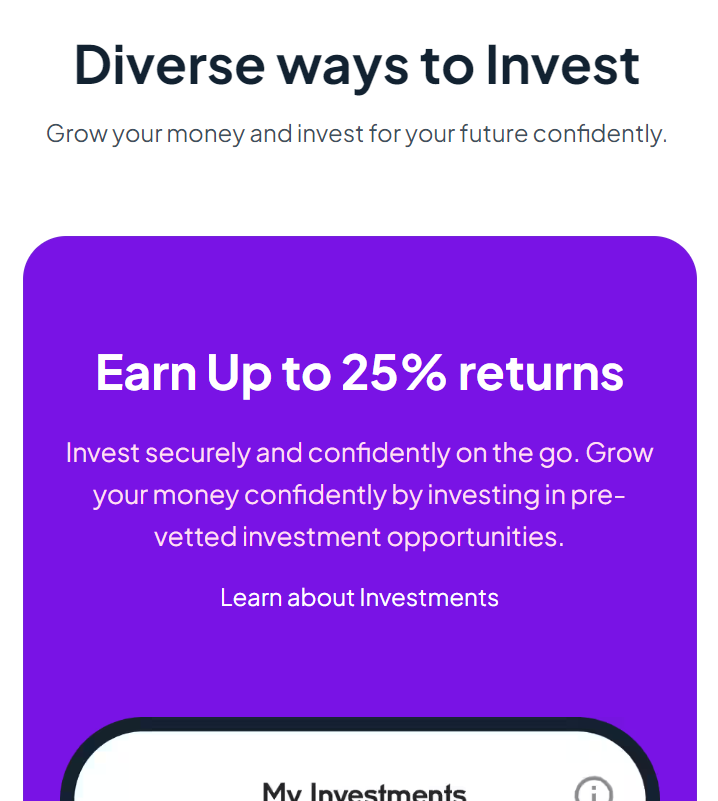 Diverse ways to Invest
Grow your money and invest for your future confidently.
Earn Up to 25% returns
Invest securely and confidently on the go. Grow
your money confidently by investing in pre-
vetted investment opportunities.
Learn about Investments
My Investments